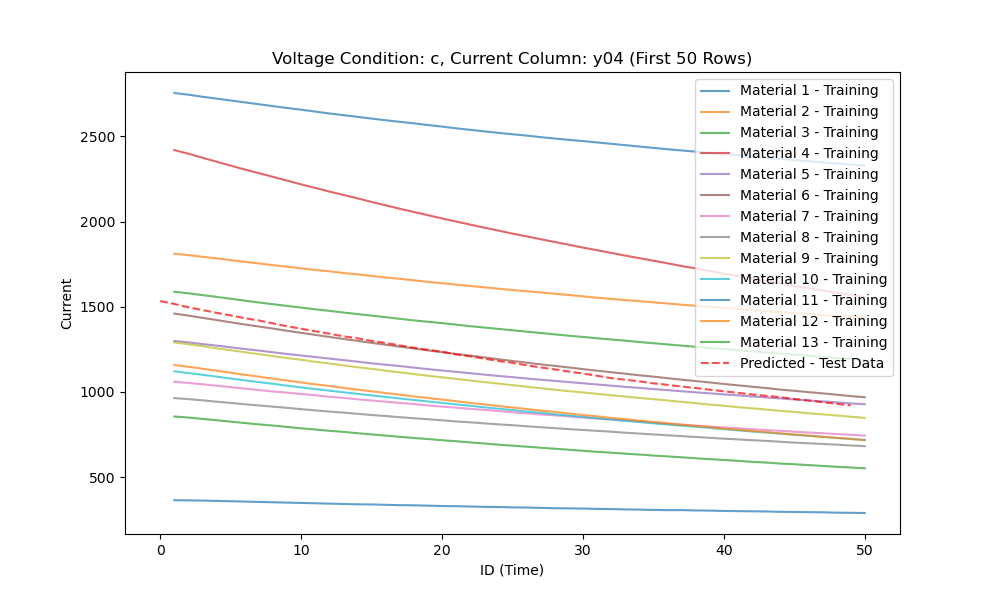 Voltage Condition: c, Current Column: y04 (First 50 Rows)
Material 1 - Training
Material 2 - Training
Material 3 - Training
Material 4 - Training
Material 5 - Training
Material 6 - Training
Material 7 - Training
Material 8 - Training
Material 9 - Training
Material 10 - Training
Material 11 - Training
Material 12 - Training
Material 13 - Training
Predicted - Test Data
Current
2500
2000
1500
1000
500
0 10 20 30 40 50
ID (Time)